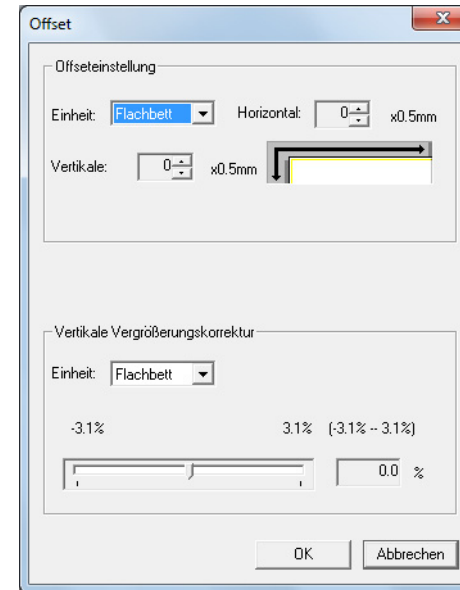 Offset
Offseteinstellung
Einheit: Flachbett Horizontal: 0 x0.5mm
Vertikale: 0 x0.5mm
Vertikale Vergrößerungskorrektur
Einheit: Flachbett
-3.1% 3.1% (-3.1% -- 3.1%)
0.0 %
OK Abbrechen